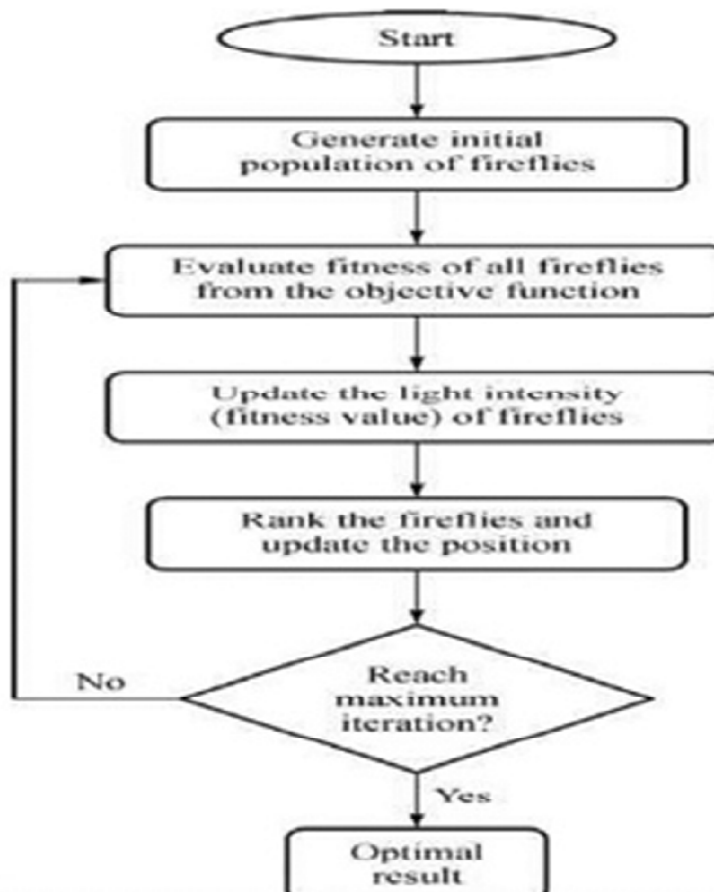 Start
Generate initial
population of fireflies
Evaluate fitness of all fireflies
from the objective function
Update the light intensity
(fitness value) of fireflies
Rank the fireflies and
update the position
Reach
maximum
iteration?
No
Yes
Optimal
result